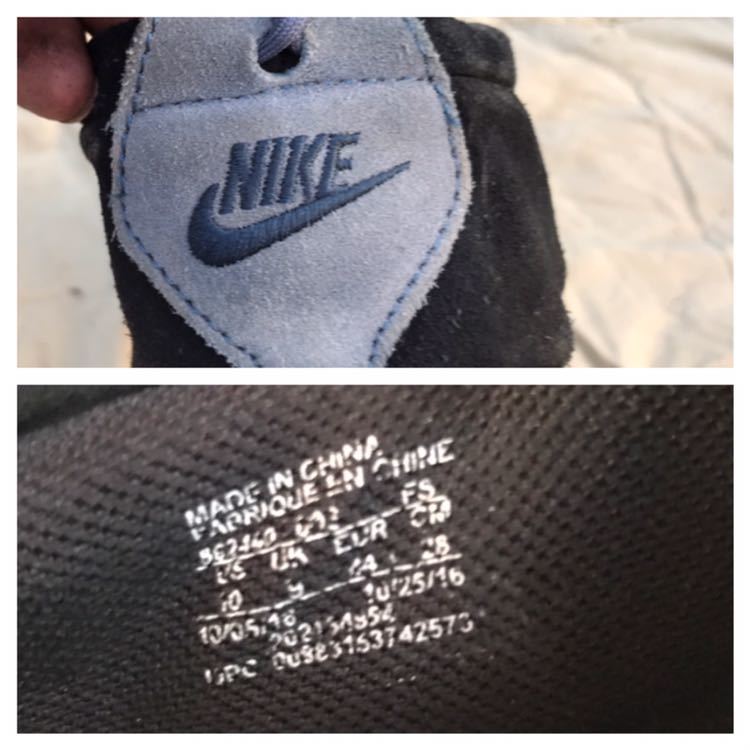 NIKE
MADE IN CHINA
FABRIQUE EN CHINE
FS
US UK EUR CM
10 9 44 28
10/05/16 10/25/16
UPC 00883153742573